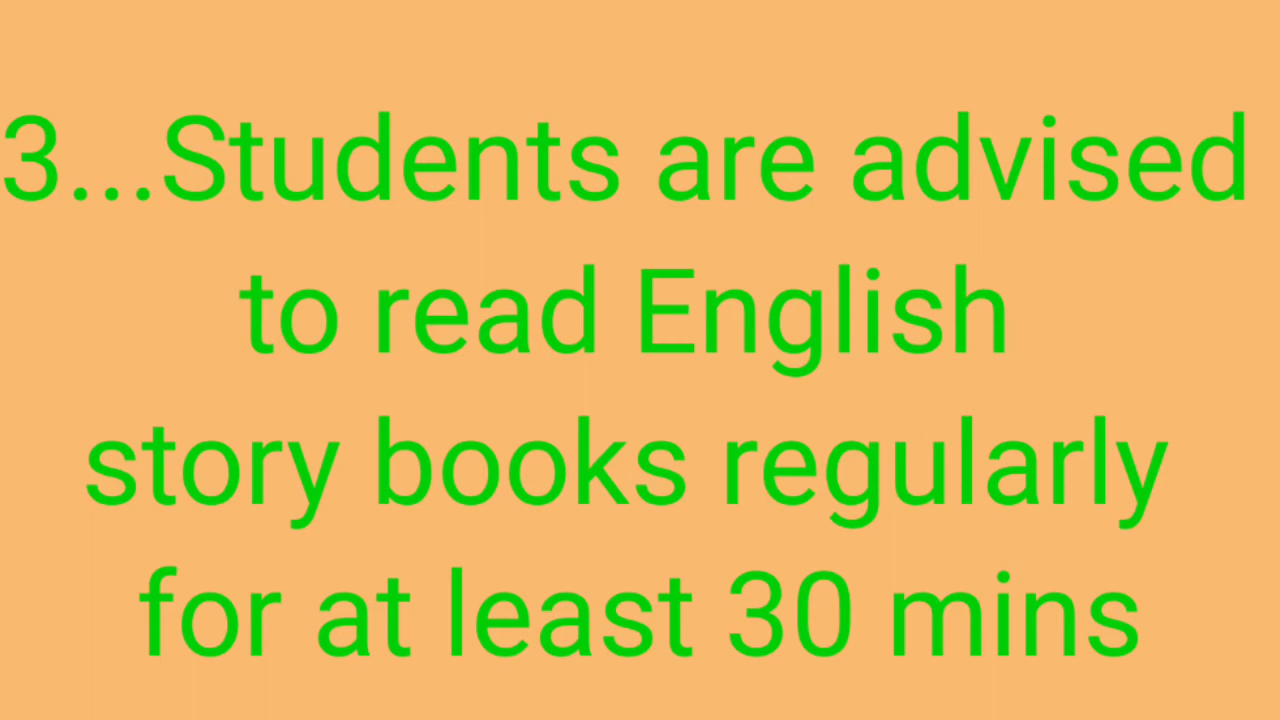 3...Students are advised
to read English
story books regularly
for at least 30 mins